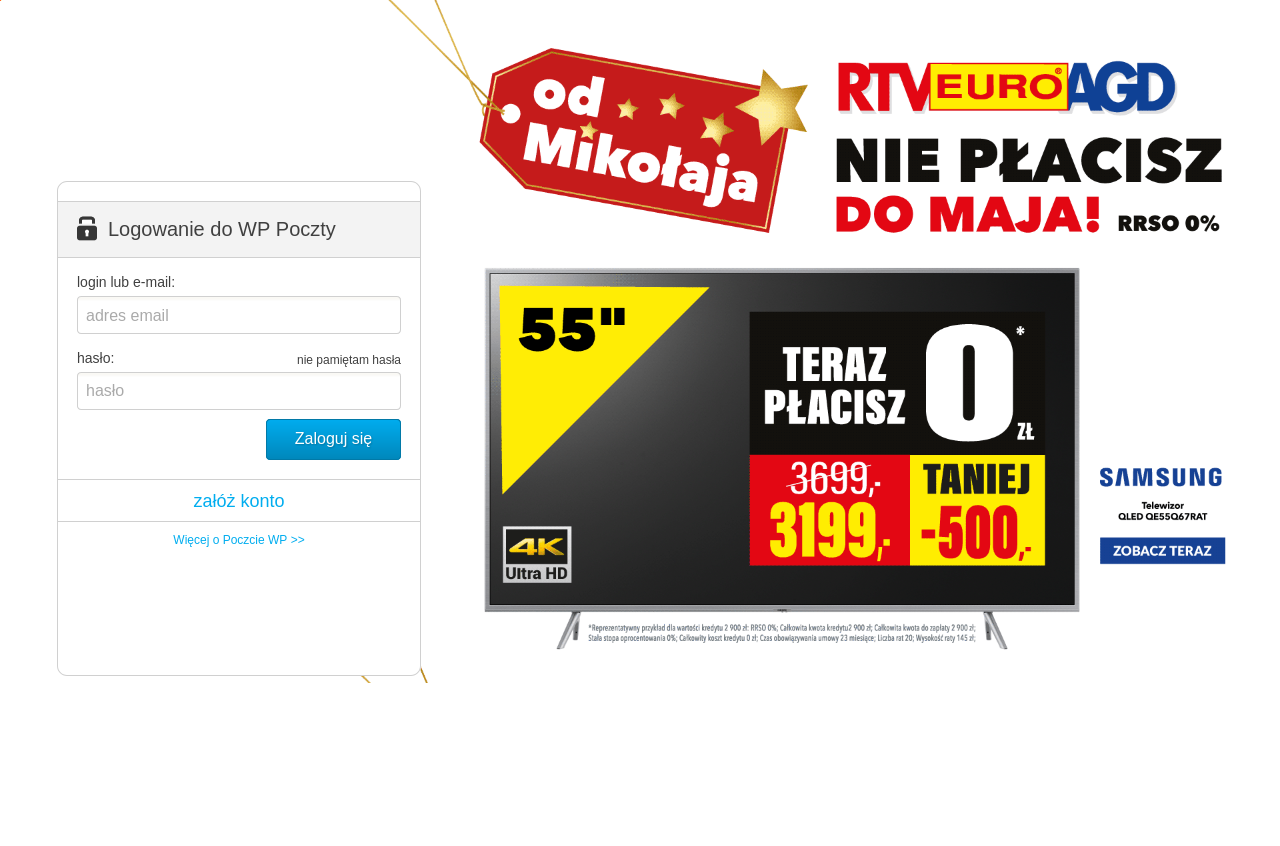 Logowanie do WP Poczty
login lub e-mail:
adres email
hasło:
nie pamiętam hasła
hasło
Zaloguj się
załóż konto
Więcej o Poczcie WP >>
od
Mikołaja
RTV EURO® AGD
NIE PŁACISZ
DO MAJA!
RRSO 0%
55"
TERAZ
PŁACISZ
0*
ZŁ
3699,-
3199,-
TANIEJ
-500,-
4K
Ultra HD
SAMSUNG
Telewizor
QLED QE55Q67RAT
ZOBACZ TERAZ
*Reprezentatywny przykład dla wartości kredytu 2 900 zł: RRSO 0%; Całkowita kwota kredytu2 900 zł; Całkowita kwota do zapłaty 2 900 zł;
Stała stopa oprocentowania 0%; Całkowity koszt kredytu 0 zł; Czas obowiązywania umowy 23 miesiące; Liczba rat 20; Wysokość raty 145 zł;